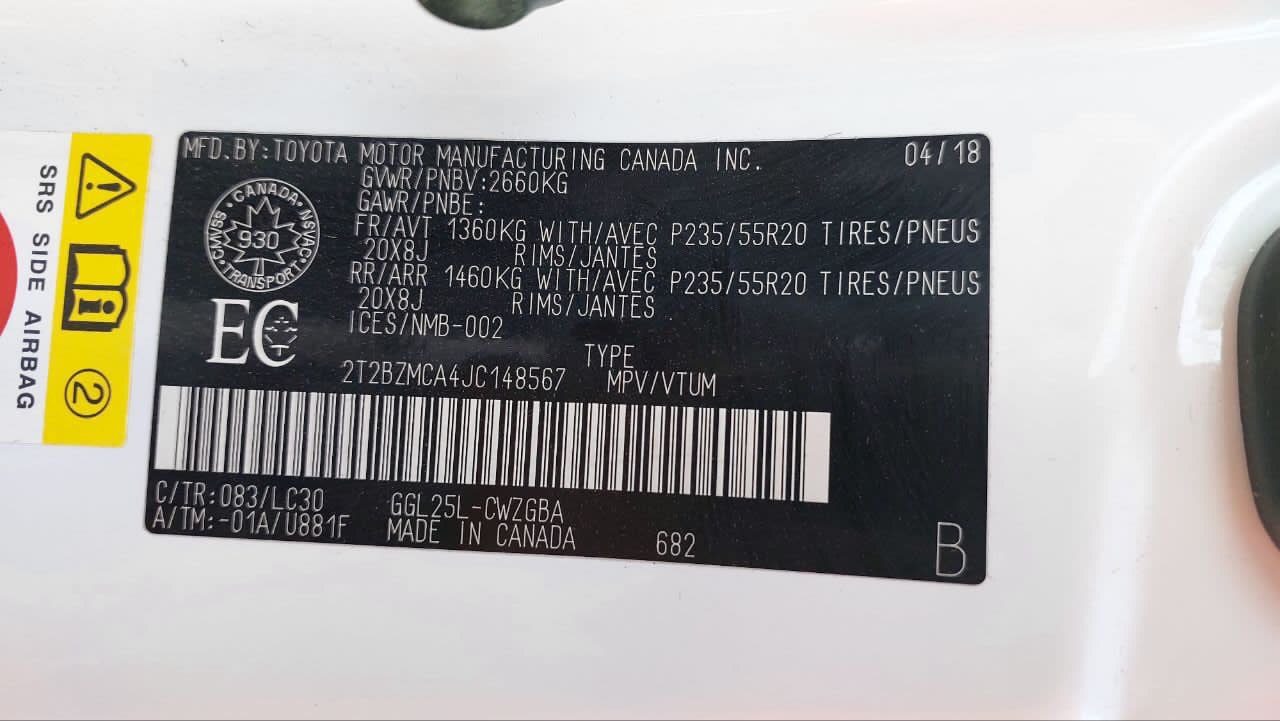 MFD.BY:TOYOTA MOTOR MANUFACTURING CANADA INC. 04/18
GVWR/PNBV:2660KG
GAWR/PNBE:
FR/AVT 1360KG WITH/AVEC P235/55R20 TIRES/PNEUS
20X8J RIMS/JANTES
RR/ARR 1460KG WITH/AVEC P235/55R20 TIRES/PNEUS
20X8J RIMS/JANTES
ICES/NMB-002
CANADA
CMVSS NSVAC
930
TRANSPORT
EC
T
TYPE
2T2BZMCA4JC148567 MPV/VTUM
C/TR:083/LC30 GGL25L-CWZGBA
A/TM:-01A/U881F MADE IN CANADA 682
B
SRS SIDE AIRBAG
i
2